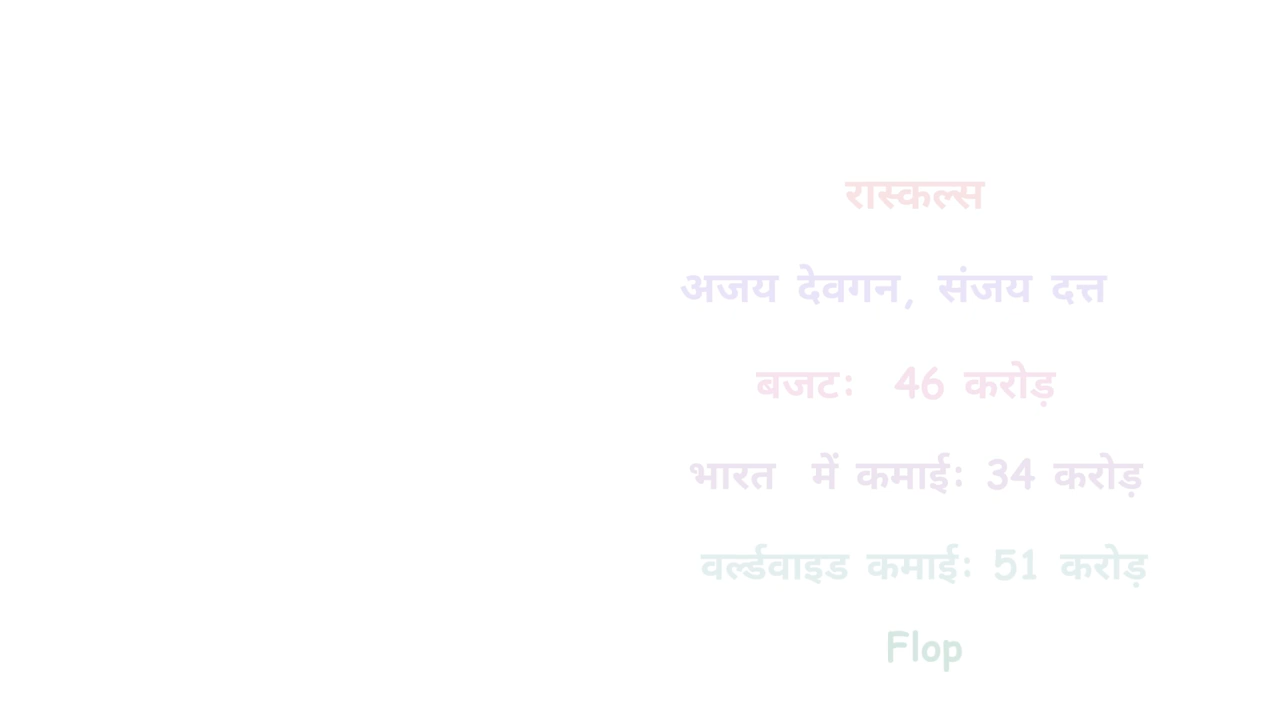 रास्कल्स
अजय देवगन, संजय दत्त
बजट: 46 करोड़
भारत में कमाई: 34 करोड़
वर्ल्डवाइड कमाई: 51 करोड़
Flop